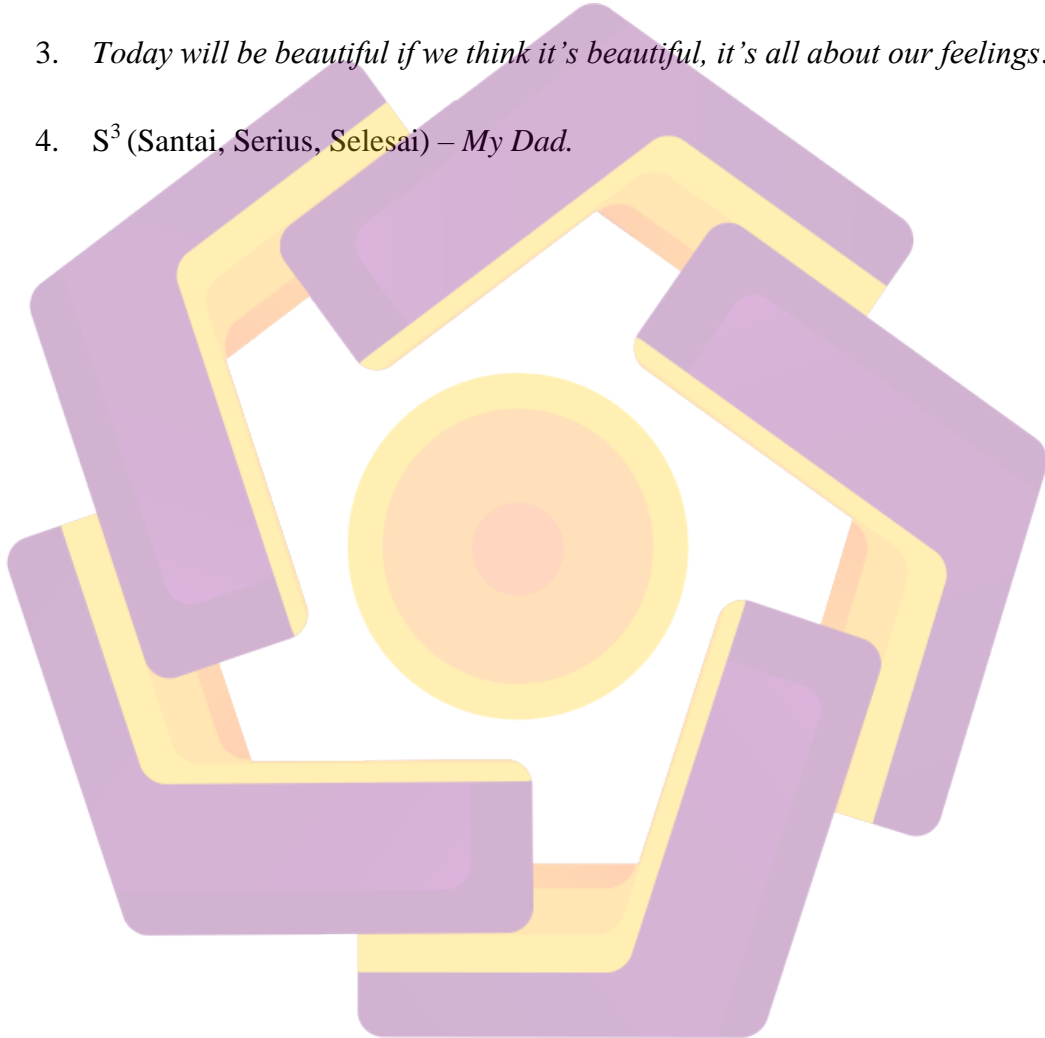 3. Today will be beautiful if we think it’s beautiful, it’s all about our feelings.
4. S³ (Santai, Serius, Selesai) – My Dad.